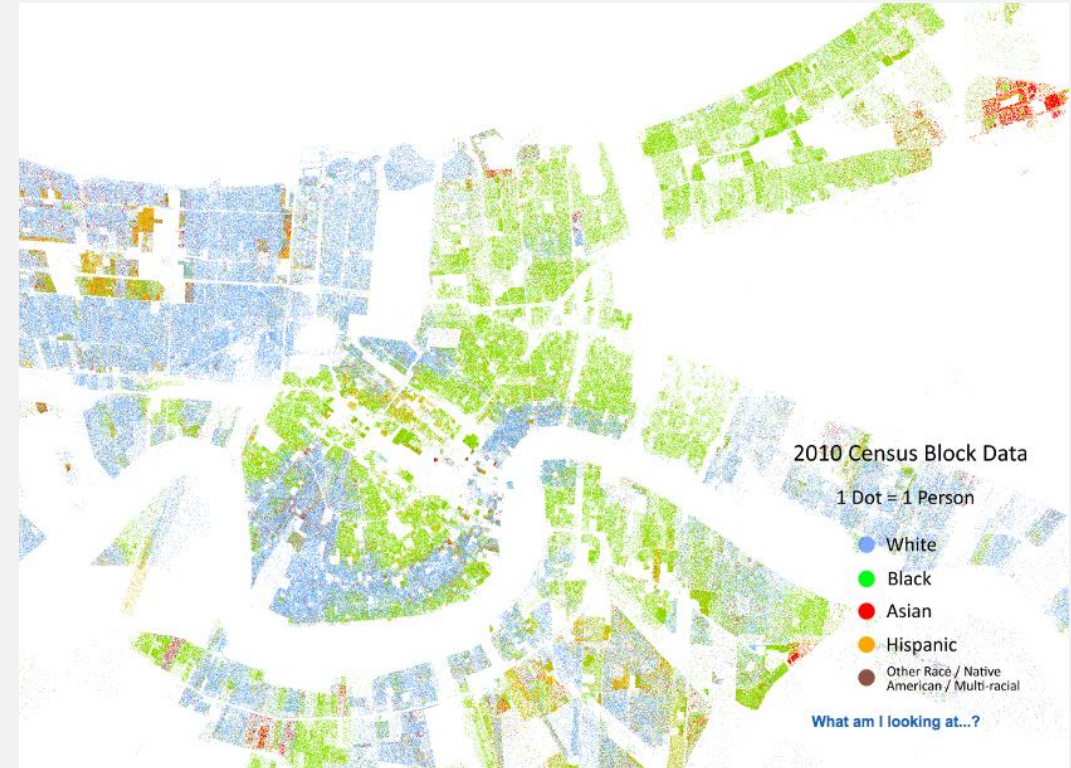 2010 Census Block Data
1 Dot = 1 Person
White
Black
Asian
Hispanic
Other Race / Native
American / Multi-racial
What am I looking at...?